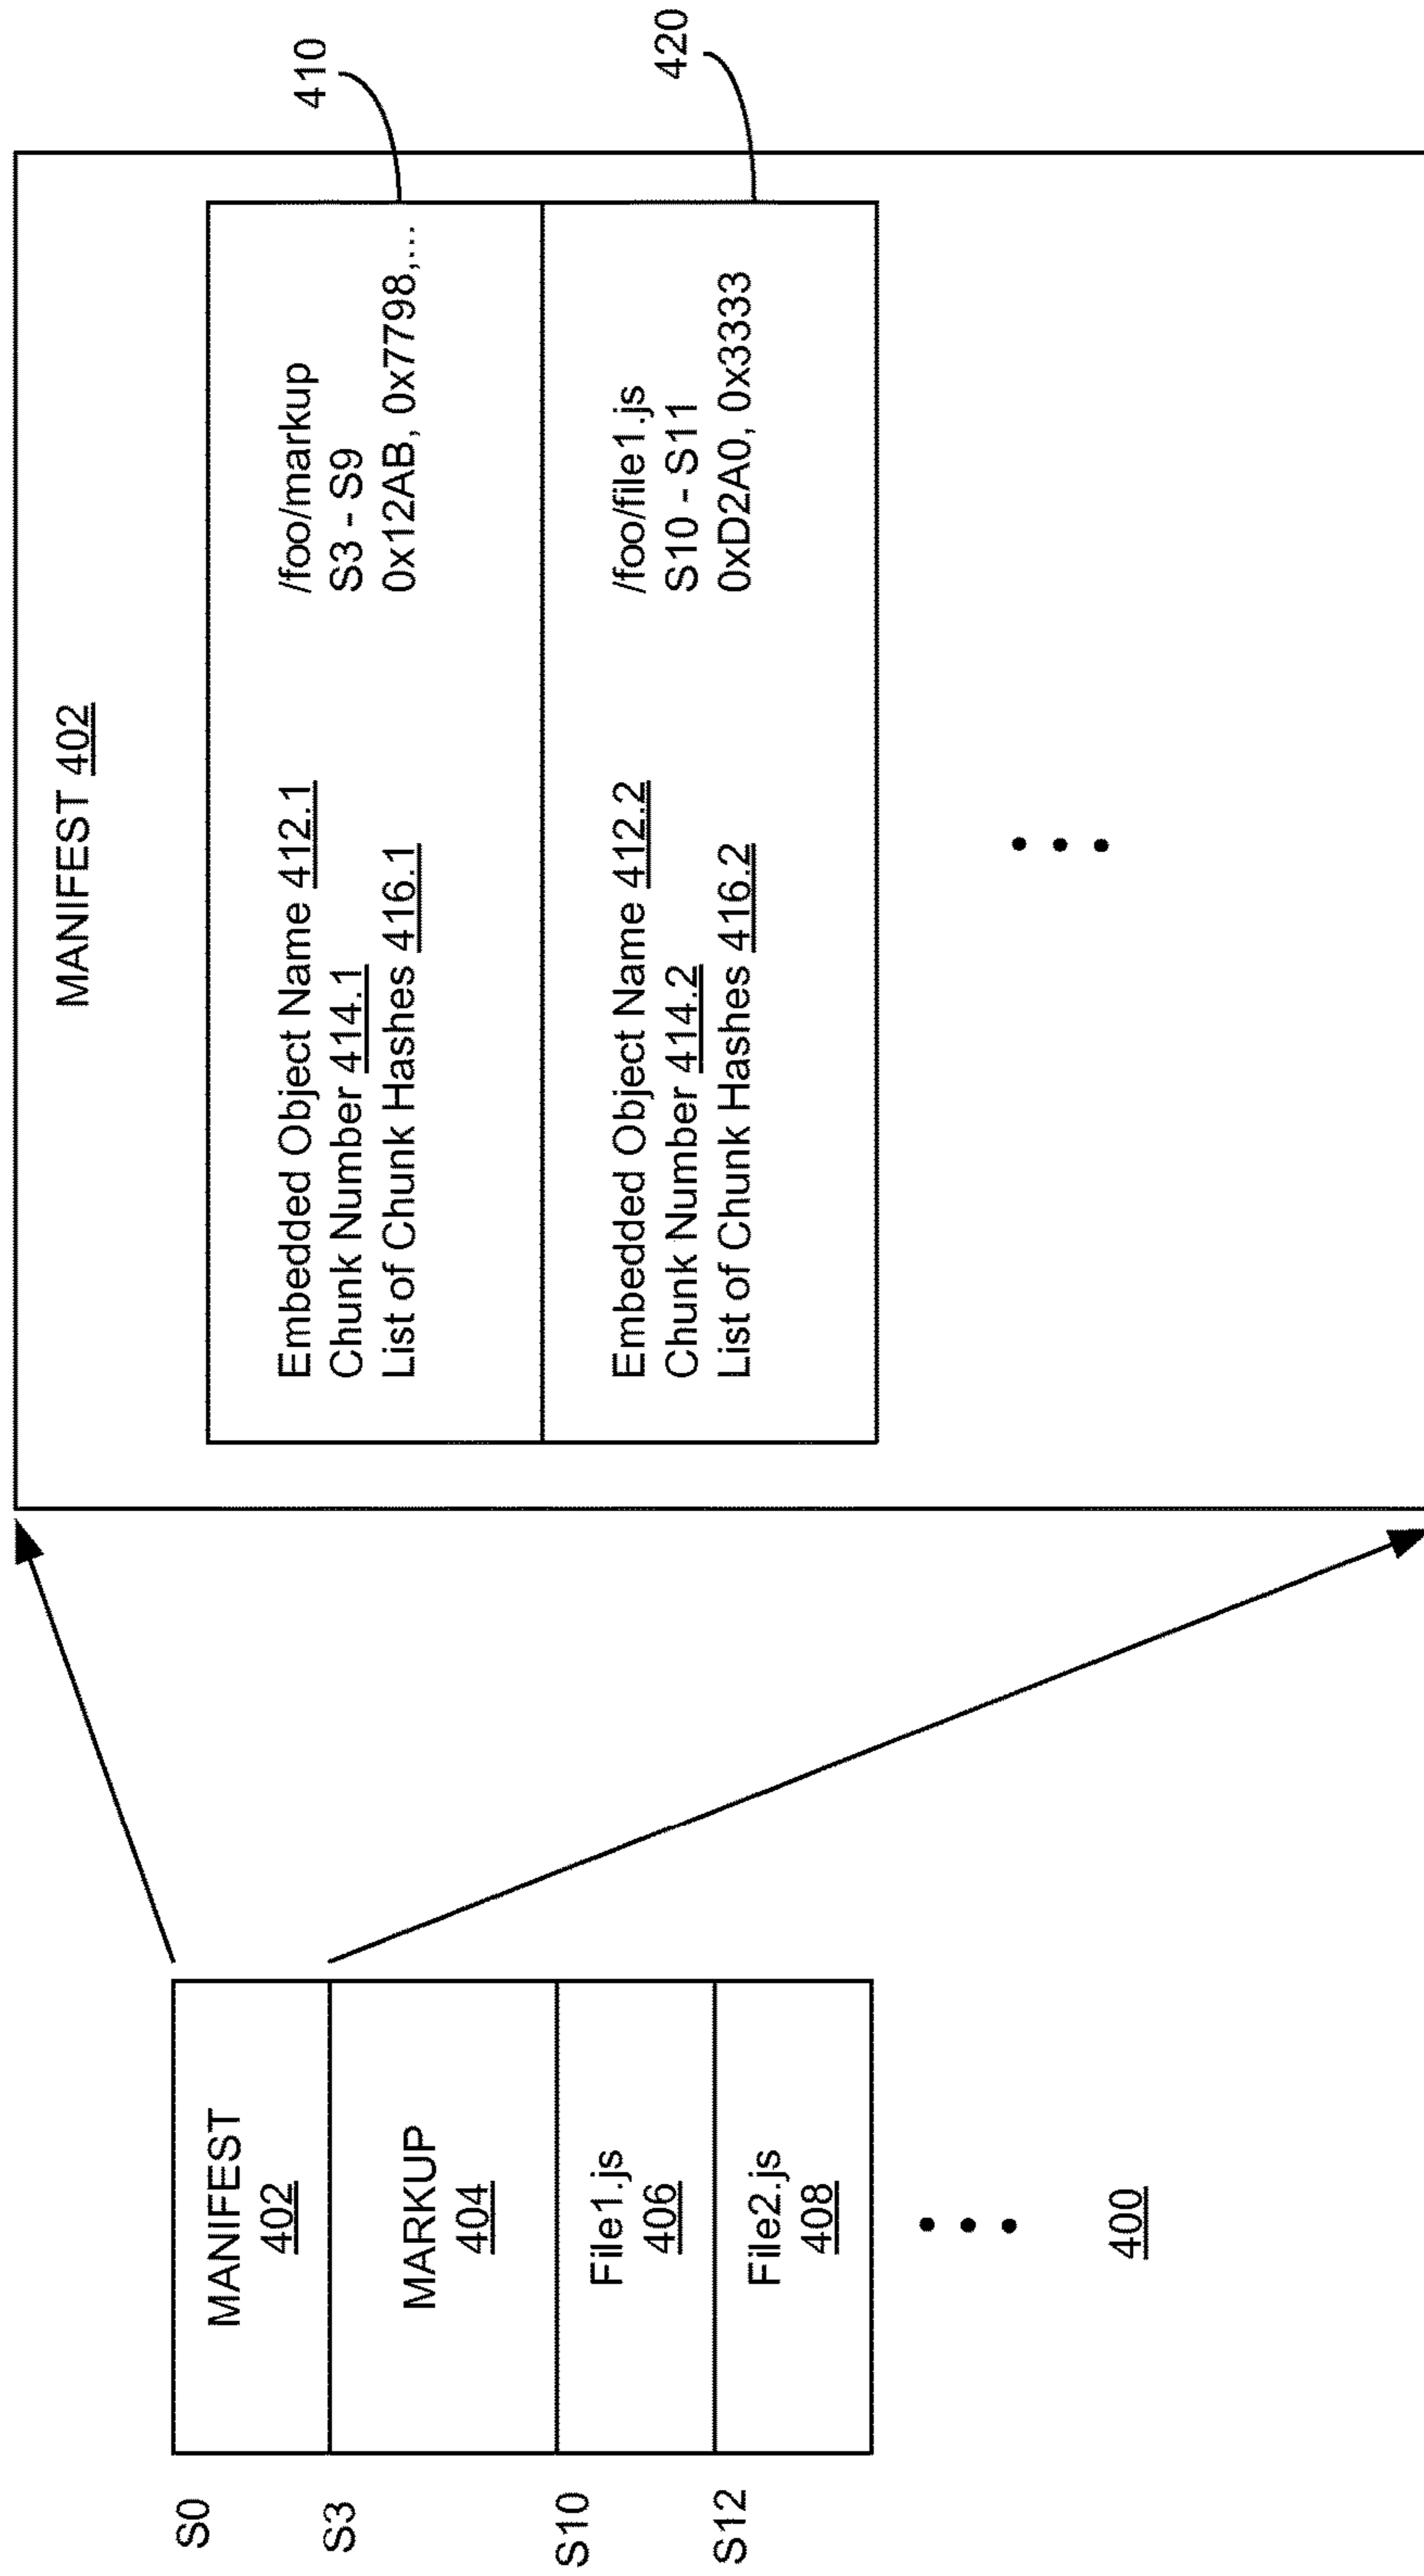 S0
MANIFEST
402
S3
MARKUP
404
S10
File1.js
406
S12
File2.js
408
400
MANIFEST 402
Embedded Object Name 412.1 /foo/markup
Chunk Number 414.1 S3 - S9
List of Chunk Hashes 416.1 0x12AB, 0x7798,...
410
Embedded Object Name 412.2 /foo/file1.js
Chunk Number 414.2 S10 - S11
List of Chunk Hashes 416.2 0xD2A0, 0x3333
420